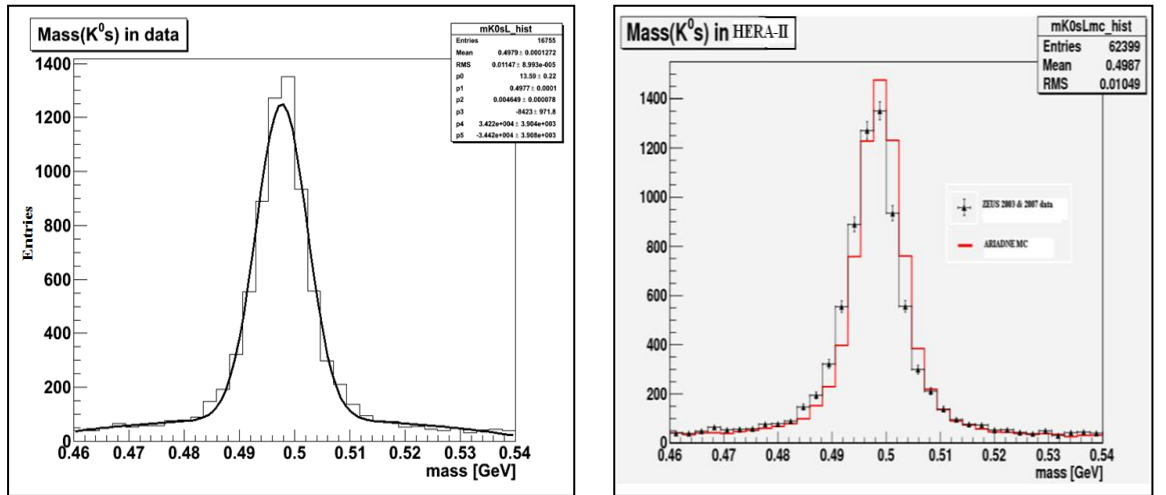 Mass(K⁰s) in data
mK0sL_hist
Entries 16755
Mean 0.4979 ± 0.0001272
RMS 0.01147 ± 8.993e-005
p0 13.59 ± 0.22
p1 0.4977 ± 0.0001
p2 0.004649 ± 0.000078
p3 -8423 ± 971.8
p4 3.422e+004 ± 3.904e+003
p5 -3.442e+004 ± 3.908e+003
1400
1200
1000
800
600
400
200
0
Entries
0.46 0.47 0.48 0.49 0.5 0.51 0.52 0.53 0.54
mass [GeV]
Mass(K⁰s) in HERA-II
mK0sLmc_hist
Entries 62399
Mean 0.4987
RMS 0.01049
1400
1200
1000
800
600
400
200
0
ZEUS 2003 & 2007 data
ARIADNE MC
0.46 0.47 0.48 0.49 0.5 0.51 0.52 0.53 0.54
mass [GeV]